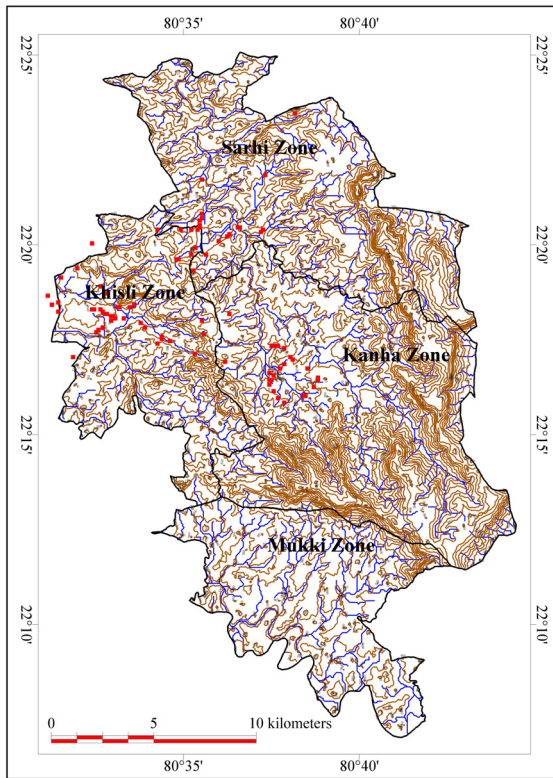 80°35' 80°40'
22°25' 22°25'
Sarhi Zone
22°20' 22°20'
Khisli Zone
Kanha Zone
22°15' 22°15'
Mukki Zone
22°10' 22°10'
0 5 10 kilometers
80°35' 80°40'